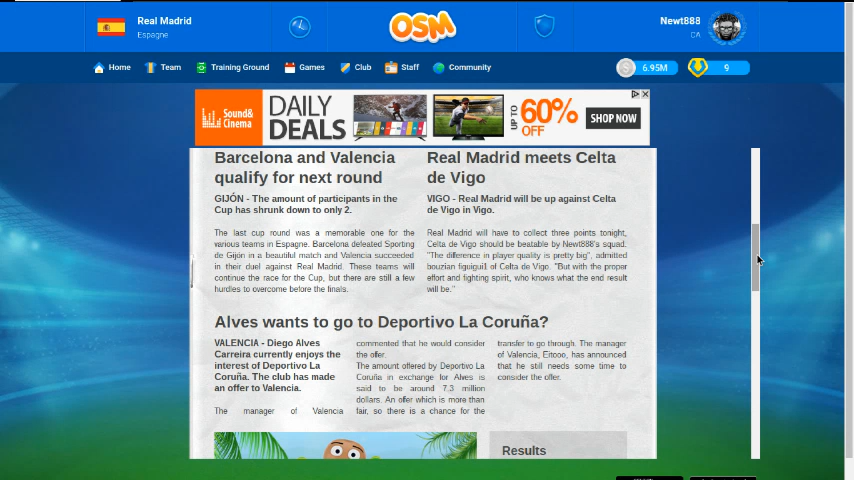 Real Madrid
Espagne
OSM
Newt888
CA
Home
Team
Training Ground
Games
Club
Staff
Community
6.95M
9
Sound&
Cinema
DAILY
DEALS
UP TO
60%
OFF
SHOP NOW
Barcelona and Valencia
qualify for next round
GIJÓN - The amount of participants in the
Cup has shrunk down to only 2.
The last cup round was a memorable one for the
various teams in Espagne. Barcelona defeated Sporting
de Gijón in a beautiful match and Valencia succeeded
in their duel against Real Madrid. These teams will
continue the race for the Cup, but there are still a few
hurdles to overcome before the finals.
Real Madrid meets Celta
de Vigo
VIGO - Real Madrid will be up against Celta
de Vigo in Vigo.
Real Madrid will have to collect three points tonight,
Celta de Vigo should be beatable by Newt888's squad.
"The difference in player quality is pretty big", admitted
bouzian figuigui1 of Celta de Vigo. "But with the proper
effort and fighting spirit, who knows what the end result
will be."
Alves wants to go to Deportivo La Coruña?
VALENCIA - Diego Alves
Carreira currently enjoys the
interest of Deportivo La
Coruña. The club has made
an offer to Valencia.
The manager of Valencia
commented that he would consider
the offer.
The amount offered by Deportivo La
Coruña in exchange for Alves is
said to be around 7,3 million
dollars. An offer which is more than
fair, so there is a chance for the
transfer to go through. The manager
of Valencia, Eitooo, has announced
that he still needs some time to
consider the offer.
Results